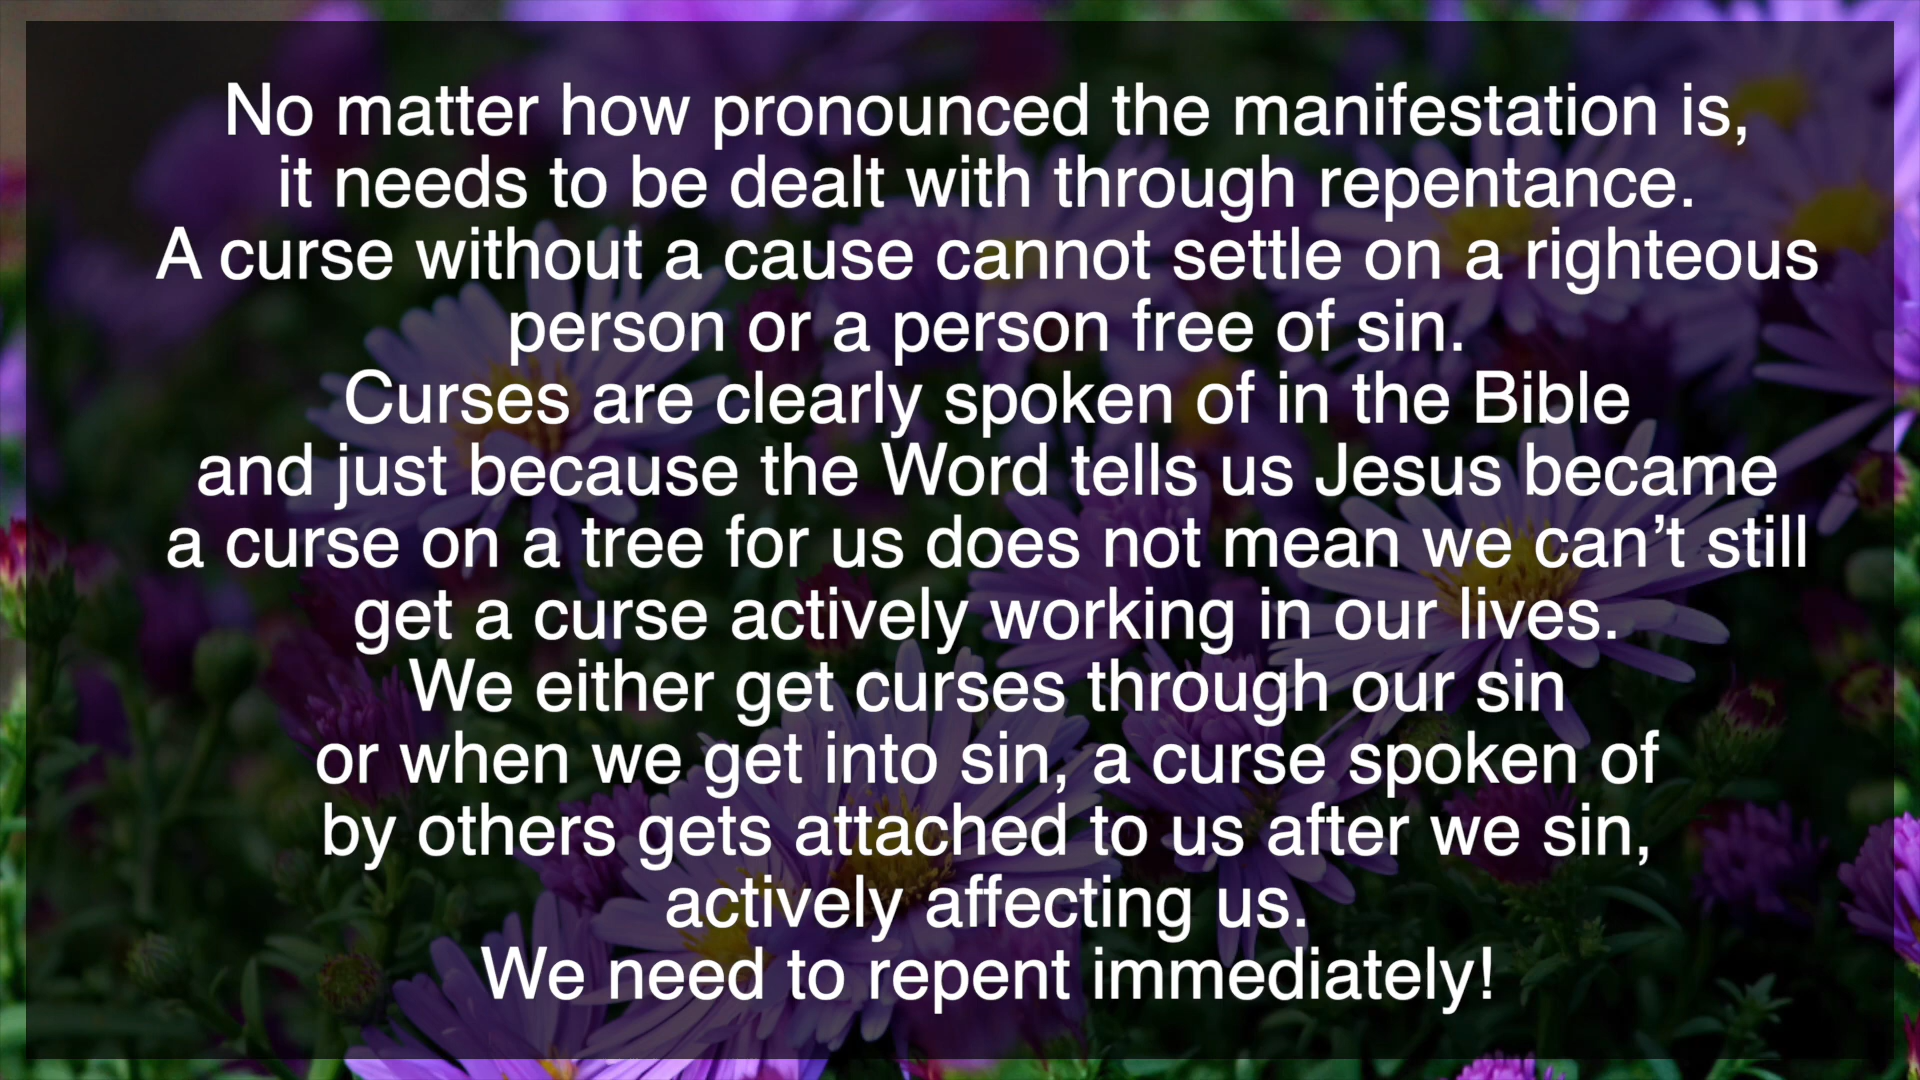 No matter how pronounced the manifestation is,
it needs to be dealt with through repentance.
A curse without a cause cannot settle on a righteous
person or a person free of sin.
Curses are clearly spoken of in the Bible
and just because the Word tells us Jesus became
a curse on a tree for us does not mean we can’t still
get a curse actively working in our lives.
We either get curses through our sin
or when we get into sin, a curse spoken of
by others gets attached to us after we sin,
actively affecting us.
We need to repent immediately!